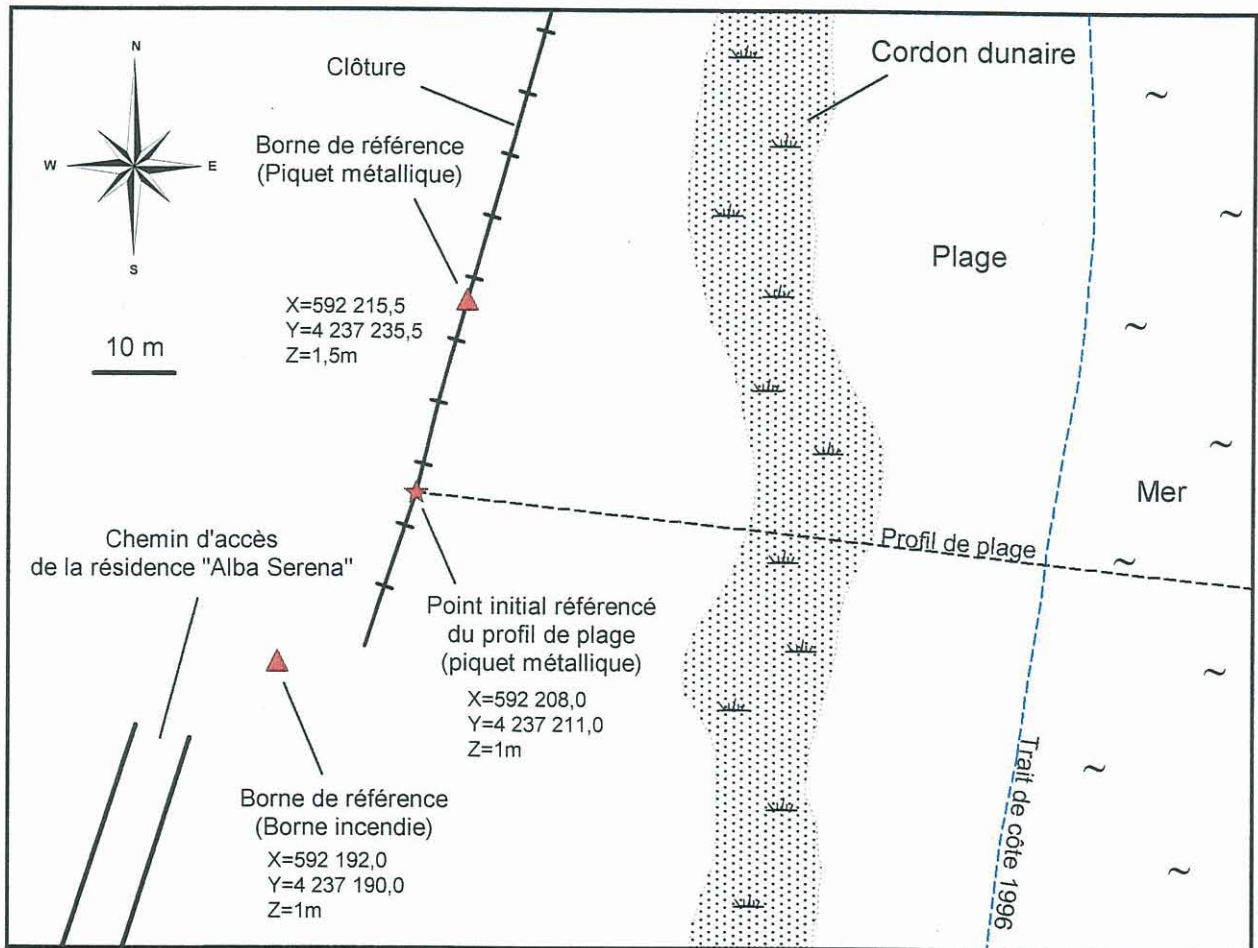 N
W
E
S
10 m
Clôture
Cordon dunaire
Borne de référence
(Piquet métallique)
X=592 215,5
Y=4 237 235,5
Z=1,5m
Plage
Mer
Profil de plage
Chemin d'accès
de la résidence "Alba Serena"
Point initial référencé
du profil de plage
(piquet métallique)
X=592 208,0
Y=4 237 211,0
Z=1m
Borne de référence
(Borne incendie)
X=592 192,0
Y=4 237 190,0
Z=1m
Trait de côte 1996